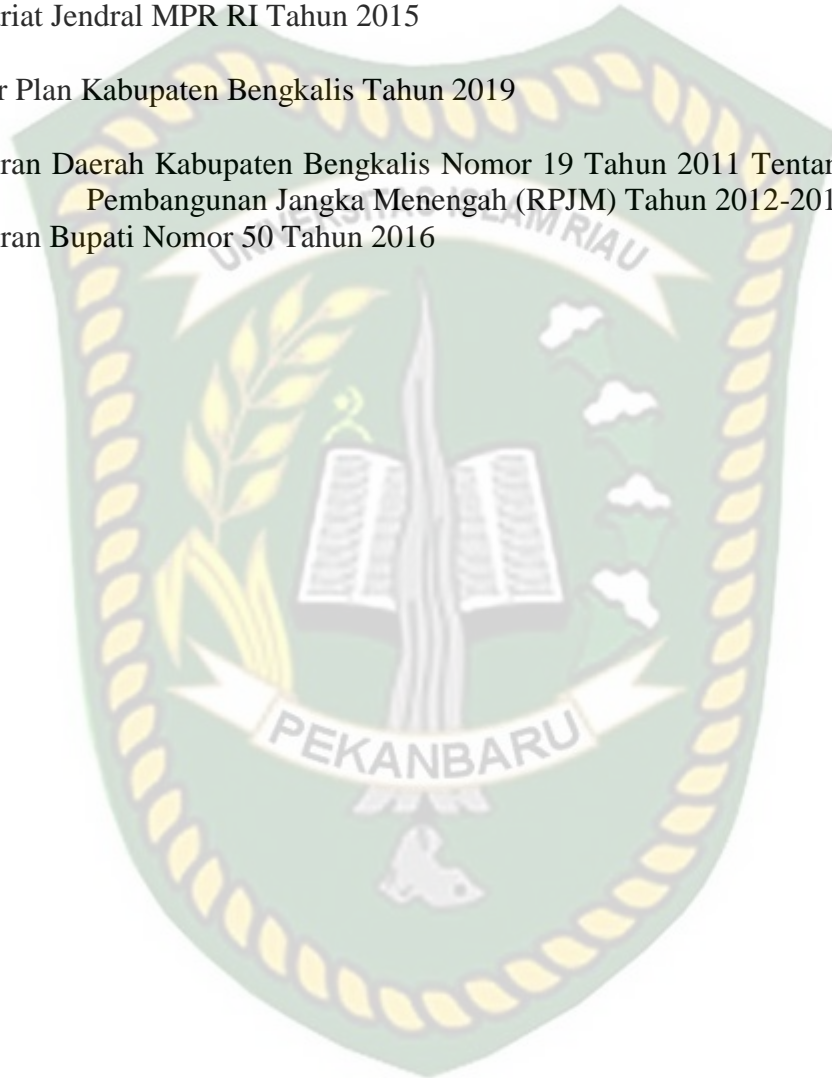 riat Jendral MPR RI Tahun 2015
r Plan Kabupaten Bengkalis Tahun 2019
ran Daerah Kabupaten Bengkalis Nomor 19 Tahun 2011 Tentar
Pembangunan Jangka Menengah (RPJM) Tahun 2012-201
ran Bupati Nomor 50 Tahun 2016
UNIVERSITAS ISLAM RIAU
PEKANBARU